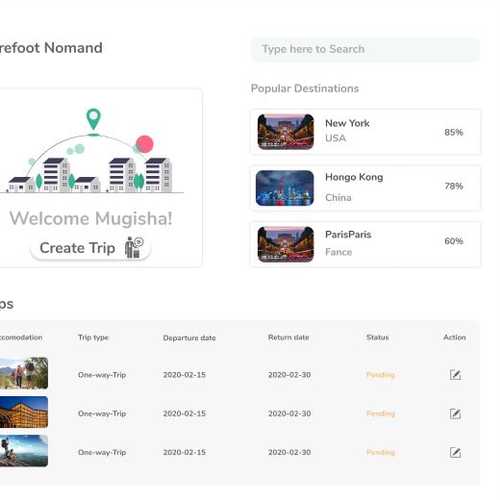 refoot Nomand
Type here to Search
Popular Destinations
New York
USA
85%
Hongo Kong
China
78%
ParisParis
Fance
60%
Welcome Mugisha!
Create Trip
ps
ccomodation Trip type Departure date Return date Status Action
One-way-Trip 2020-02-15 2020-02-30 Pending
One-way-Trip 2020-02-15 2020-02-30 Pending
One-way-Trip 2020-02-15 2020-02-30 Pending